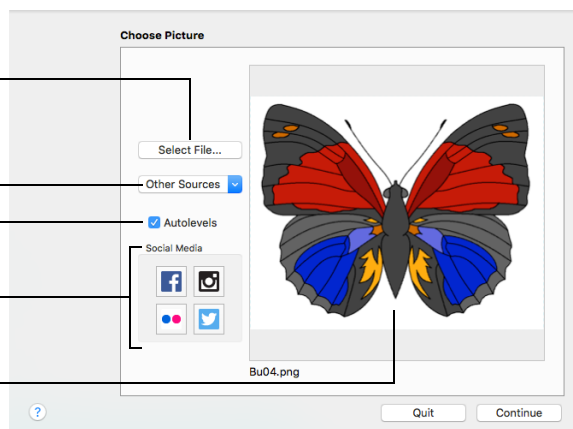 Choose Picture
Select File...
Other Sources
Autolevels
Social Media
Bu04.png
?
Quit
Continue